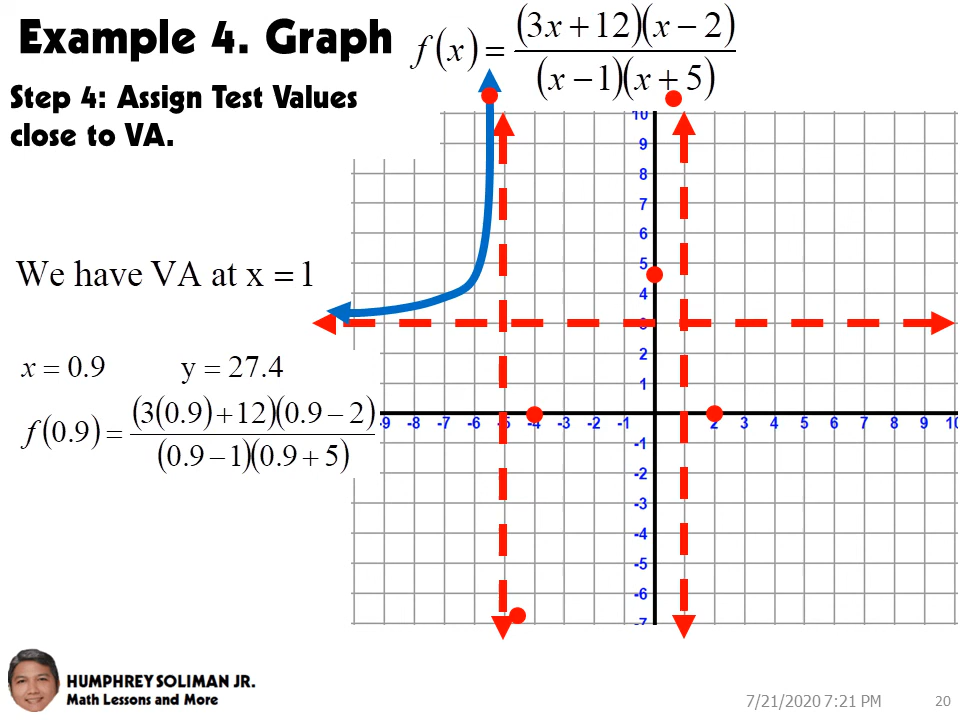 Example 4. Graph
f(x) = (3x + 12)(x − 2) / (x − 1)(x + 5)
Step 4: Assign Test Values
close to VA.
We have VA at x = 1
x = 0.9 y = 27.4
f(0.9) = (3(0.9) + 12)(0.9 − 2) / (0.9 − 1)(0.9 + 5)
10
9
8
7
6
5
4
3
2
1
-9 -8 -7 -6 -5 -4 -3 -2 -1 2 3 4 5 6 7 8 9 10
-1
-2
-3
-4
-5
-6
-7
HUMPHREY SOLIMAN JR.
Math Lessons and More
7/21/2020 7:21 PM 20